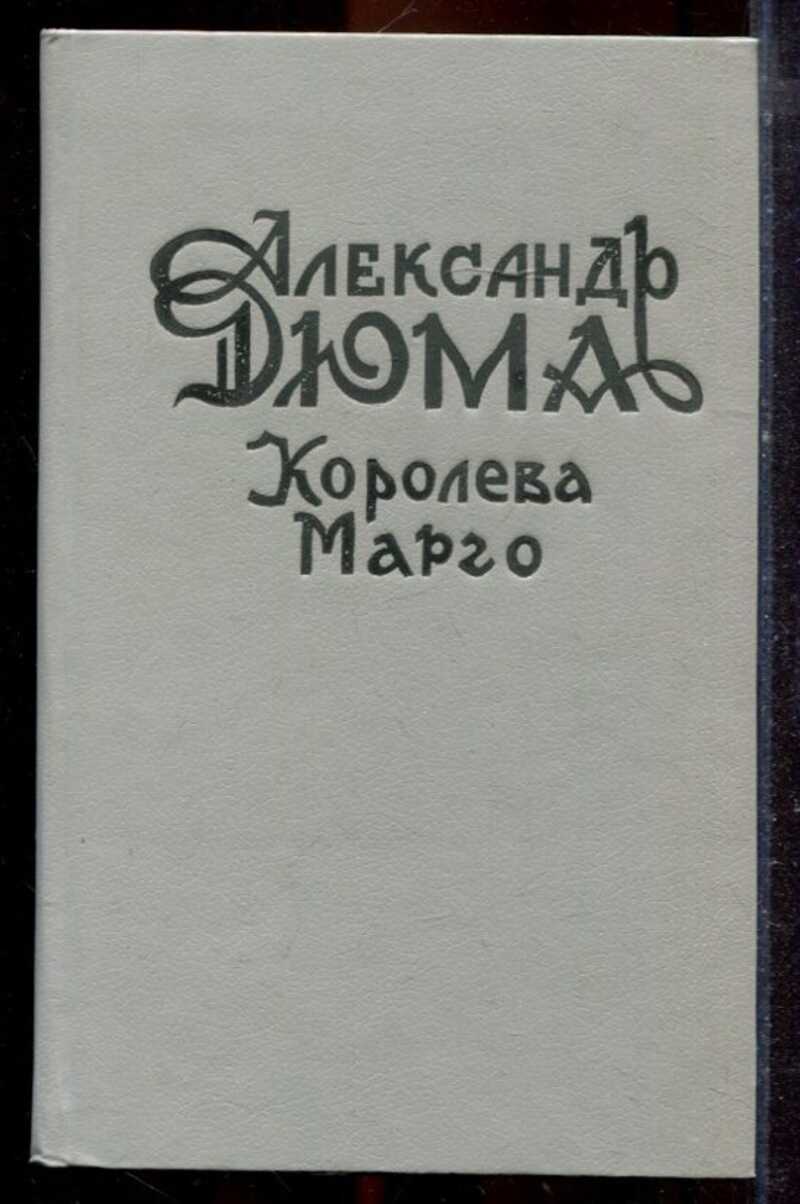 Александр
Дюма
Королева
Марго